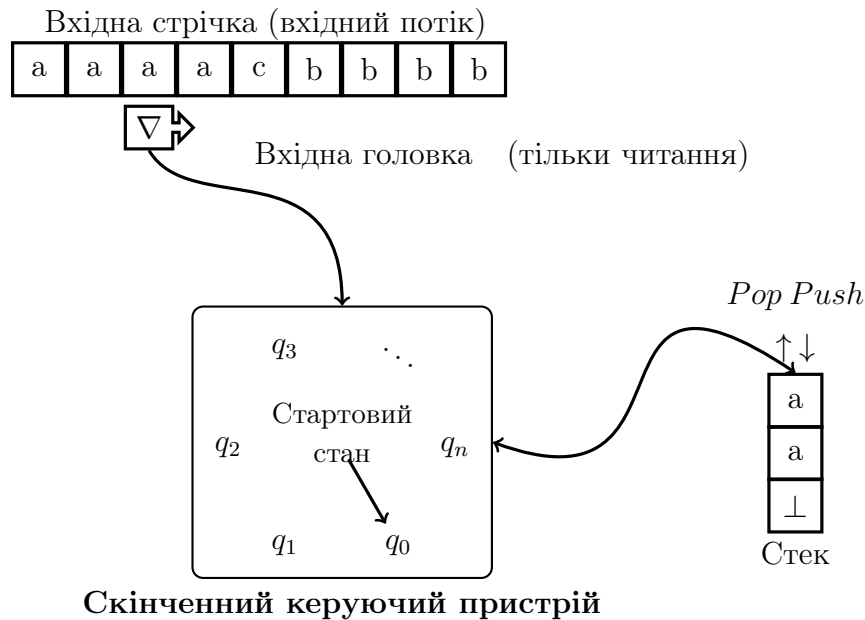 Вхідна стрічка (вхідний потік)
a a a a c b b b b
∇
Вхідна головка (тільки читання)
Pop Push
↑↓
q3 ⋱
a
Стартовий
стан
q2 qn
a
⊥
q1 q0
Стек
Скінченний керуючий пристрій